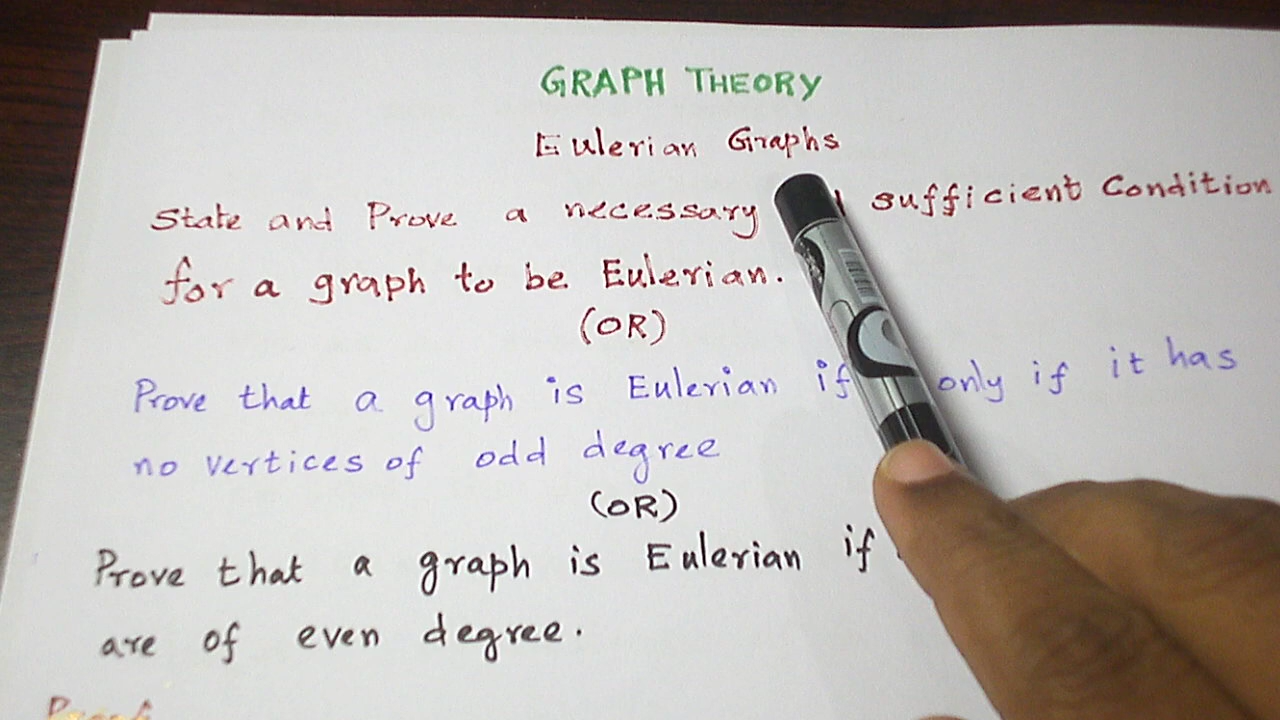 GRAPH THEORY
Eulerian Graphs
State and Prove a necessary sufficient Condition
for a graph to be Eulerian.
(OR)
Prove that a graph is Eulerian if only if it has
no vertices of odd degree
(OR)
Prove that a graph is Eulerian if
are of even degree.
Proof